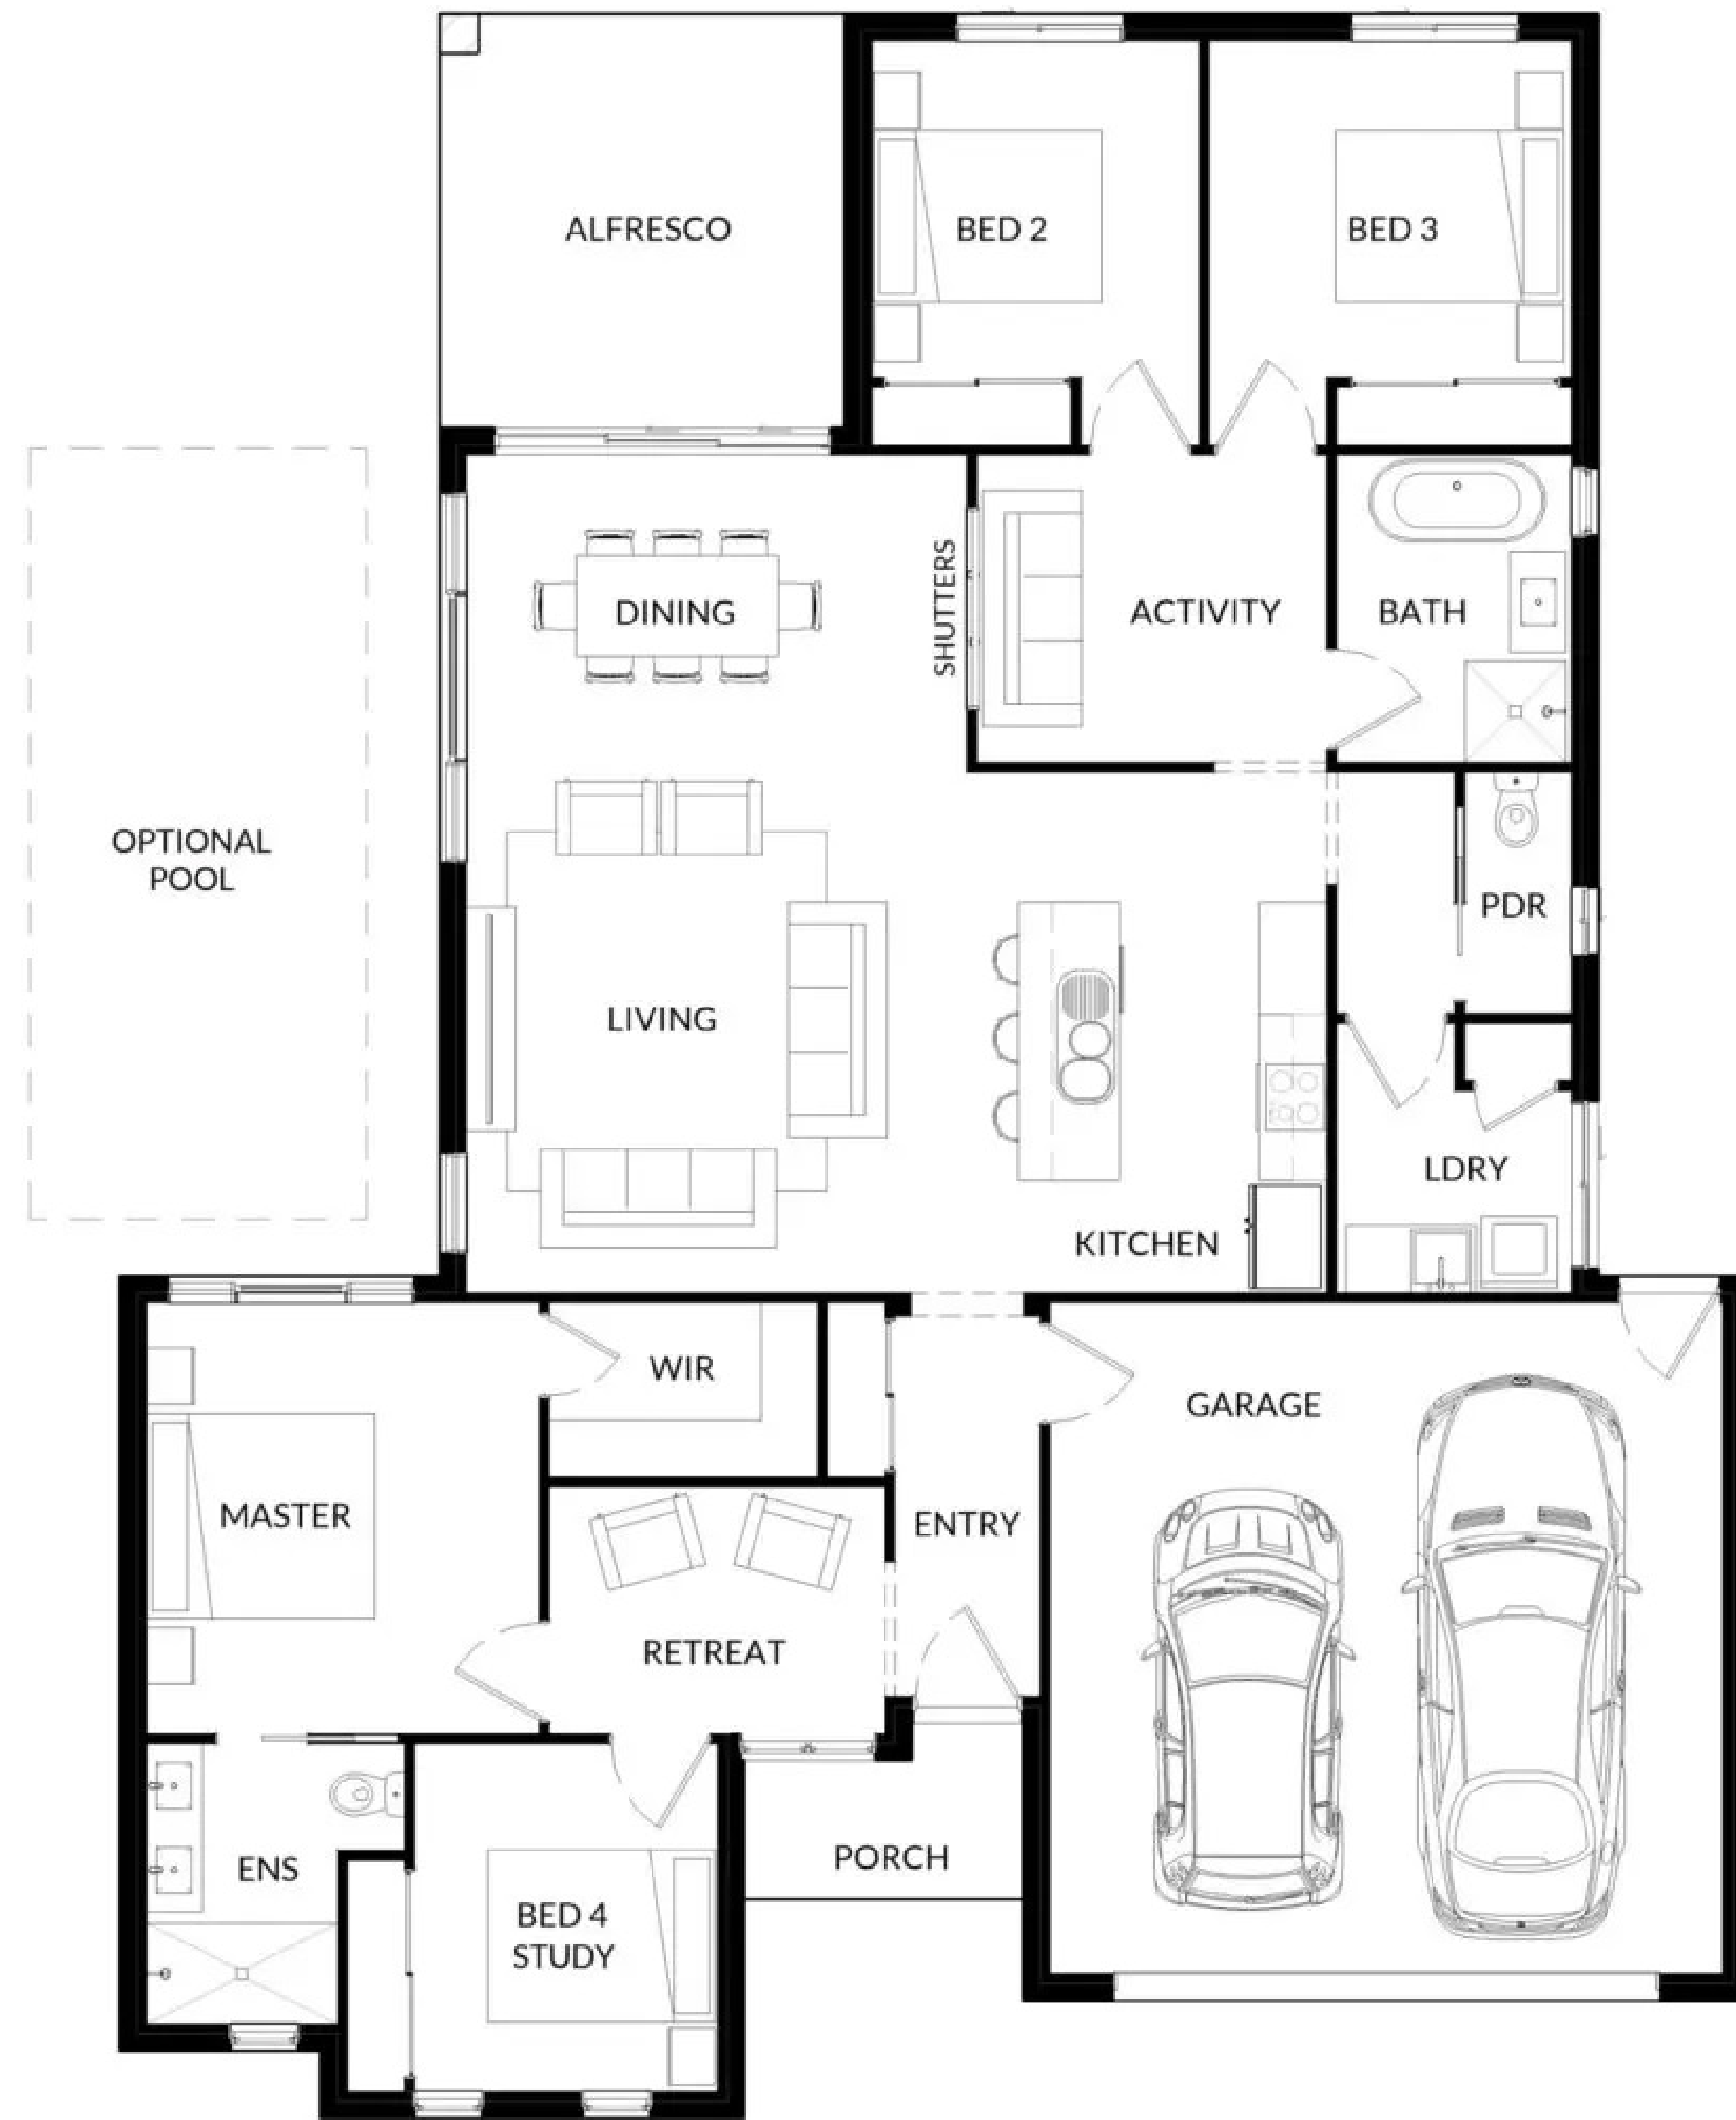 ALFRESCO
BED 2
BED 3
DINING
SHUTTERS
ACTIVITY
BATH
OPTIONAL
POOL
PDR
LIVING
LDRY
KITCHEN
WIR
GARAGE
MASTER
ENTRY
RETREAT
PORCH
ENS
BED 4
STUDY